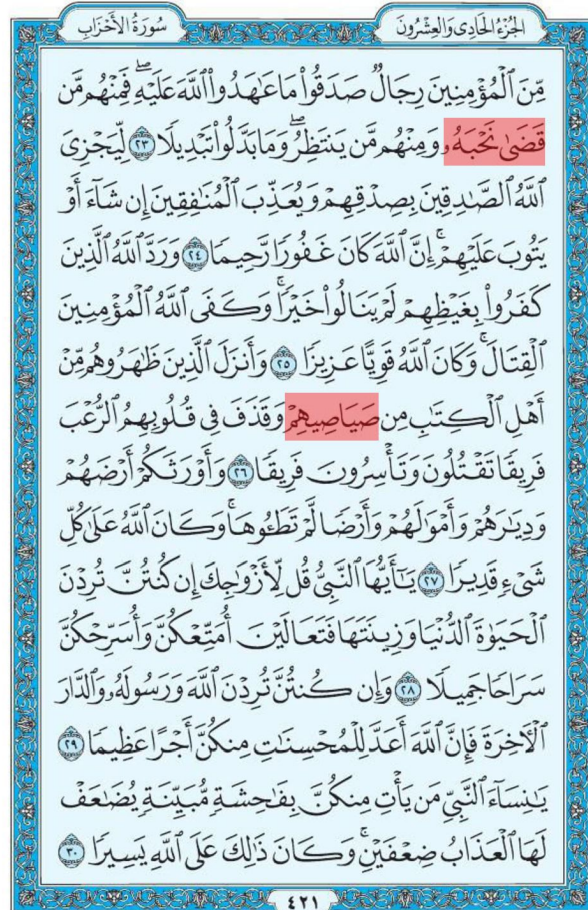 سُورَةُ الأَحْزَابِ
الجُزْءُ الحَادِي وَالعِشْرُونَ
مِّنَ ٱلْمُؤْمِنِينَ رِجَالٌ صَدَقُوا۟ مَا عَٰهَدُوا۟ ٱللَّهَ عَلَيْهِ ۖ فَمِنْهُم مَّن
قَضَىٰ نَحْبَهُۥ وَمِنْهُم مَّن يَنتَظِرُ ۖ وَمَا بَدَّلُوا۟ تَبْدِيلًا ٢٣ لِّيَجْزِىَ
ٱللَّهُ ٱلصَّٰدِقِينَ بِصِدْقِهِمْ وَيُعَذِّبَ ٱلْمُنَٰفِقِينَ إِن شَآءَ أَوْ
يَتُوبَ عَلَيْهِمْ ۚ إِنَّ ٱللَّهَ كَانَ غَفُورًا رَّحِيمًا ٢٤ وَرَدَّ ٱللَّهُ ٱلَّذِينَ
كَفَرُوا۟ بِغَيْظِهِمْ لَمْ يَنَالُوا۟ خَيْرًا ۚ وَكَفَى ٱللَّهُ ٱلْمُؤْمِنِينَ
ٱلْقِتَالَ ۚ وَكَانَ ٱللَّهُ قَوِيًّا عَزِيزًا ٢٥ وَأَنزَلَ ٱلَّذِينَ ظَٰهَرُوهُم مِّنْ
أَهْلِ ٱلْكِتَٰبِ مِن صَيَاصِيهِمْ وَقَذَفَ فِى قُلُوبِهِمُ ٱلرُّعْبَ
فَرِيقًا تَقْتُلُونَ وَتَأْسِرُونَ فَرِيقًا ٢٦ وَأَوْرَثَكُمْ أَرْضَهُمْ
وَدِيَٰرَهُمْ وَأَمْوَٰلَهُمْ وَأَرْضًا لَّمْ تَطَـُٔوهَا ۚ وَكَانَ ٱللَّهُ عَلَىٰ كُلِّ
شَىْءٍ قَدِيرًا ٢٧ يَٰٓأَيُّهَا ٱلنَّبِىُّ قُل لِّأَزْوَٰجِكَ إِن كُنتُنَّ تُرِدْنَ
ٱلْحَيَوٰةَ ٱلدُّنْيَا وَزِينَتَهَا فَتَعَالَيْنَ أُمَتِّعْكُنَّ وَأُسَرِّحْكُنَّ
سَرَاحًا جَمِيلًا ٢٨ وَإِن كُنتُنَّ تُرِدْنَ ٱللَّهَ وَرَسُولَهُۥ وَٱلدَّارَ
ٱلْءَاخِرَةَ فَإِنَّ ٱللَّهَ أَعَدَّ لِلْمُحْسِنَٰتِ مِنكُنَّ أَجْرًا عَظِيمًا ٢٩
يَٰنِسَآءَ ٱلنَّبِىِّ مَن يَأْتِ مِنكُنَّ بِفَٰحِشَةٍ مُّبَيِّنَةٍ يُضَٰعَفْ
لَهَا ٱلْعَذَابُ ضِعْفَيْنِ ۚ وَكَانَ ذَٰلِكَ عَلَى ٱللَّهِ يَسِيرًا ٣٠
٤٢١